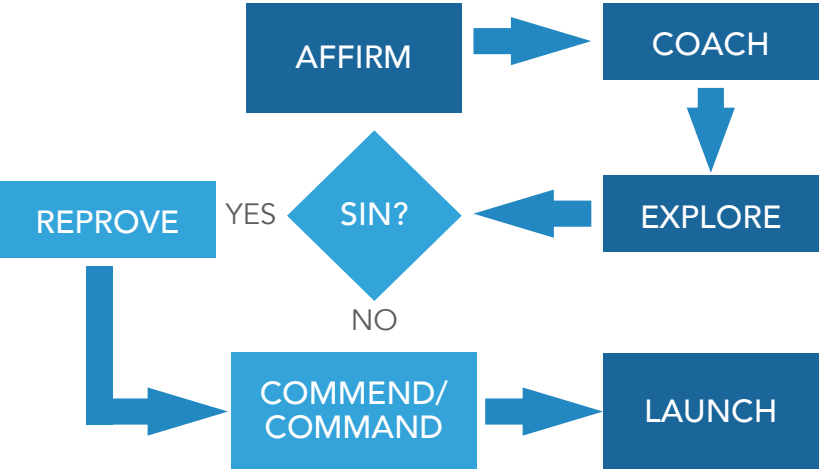 AFFIRM
COACH
EXPLORE
SIN?
YES
REPROVE
NO
COMMEND/
COMMAND
LAUNCH